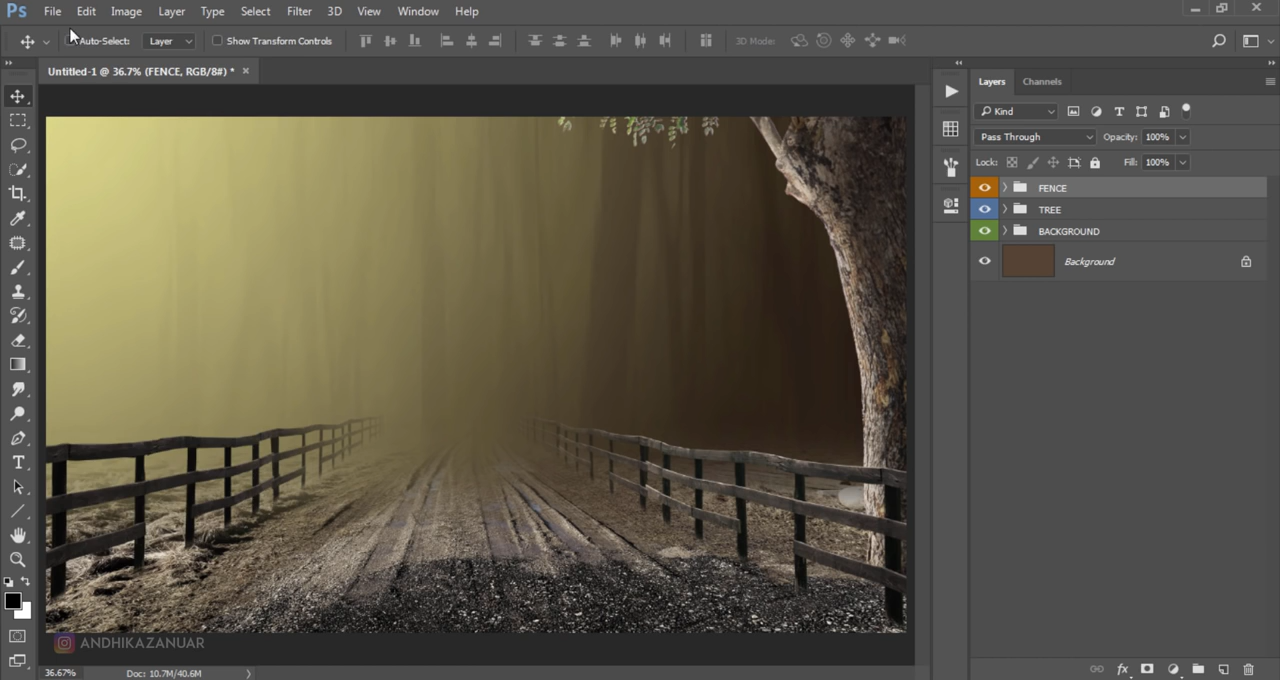 Ps File Edit Image Layer Type Select Filter 3D View Window Help
Auto-Select: Layer Show Transform Controls 3D Mode:
Untitled-1 @ 36.7% (FENCE, RGB/8#) * ×
Layers Channels
Kind
Pass Through Opacity: 100%
Lock: Fill: 100%
FENCE
TREE
BACKGROUND
Background
ANDHIKAZANUAR
36.67% Doc: 10.7M/40.6M